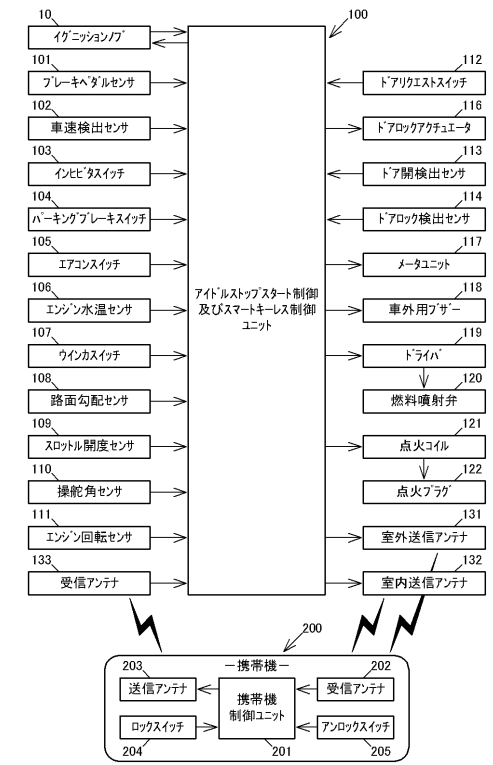 10
イグニッションノブ
100
101
ブレーキペダルセンサ
112
ドアリクエストスイッチ
102
車速検出センサ
116
ドアロックアクチュエータ
103
インヒビタスイッチ
113
ドア開検出センサ
104
パーキングブレーキスイッチ
114
ドアロック検出センサ
105
エアコンスイッチ
117
メータユニット
アイドルストップスタート制御
及びスマートキーレス制御
ユニット
106
エンジン水温センサ
118
車外用ブザー
107
ウインカスイッチ
119
ドライバ
108
路面勾配センサ
120
燃料噴射弁
109
スロットル開度センサ
121
点火コイル
110
操舵角センサ
122
点火プラグ
111
エンジン回転センサ
131
室外送信アンテナ
133
受信アンテナ
132
室内送信アンテナ
200
－携帯機－
203
送信アンテナ
携帯機
制御ユニット
202
受信アンテナ
ロックスイッチ
アンロックスイッチ
204
201
205